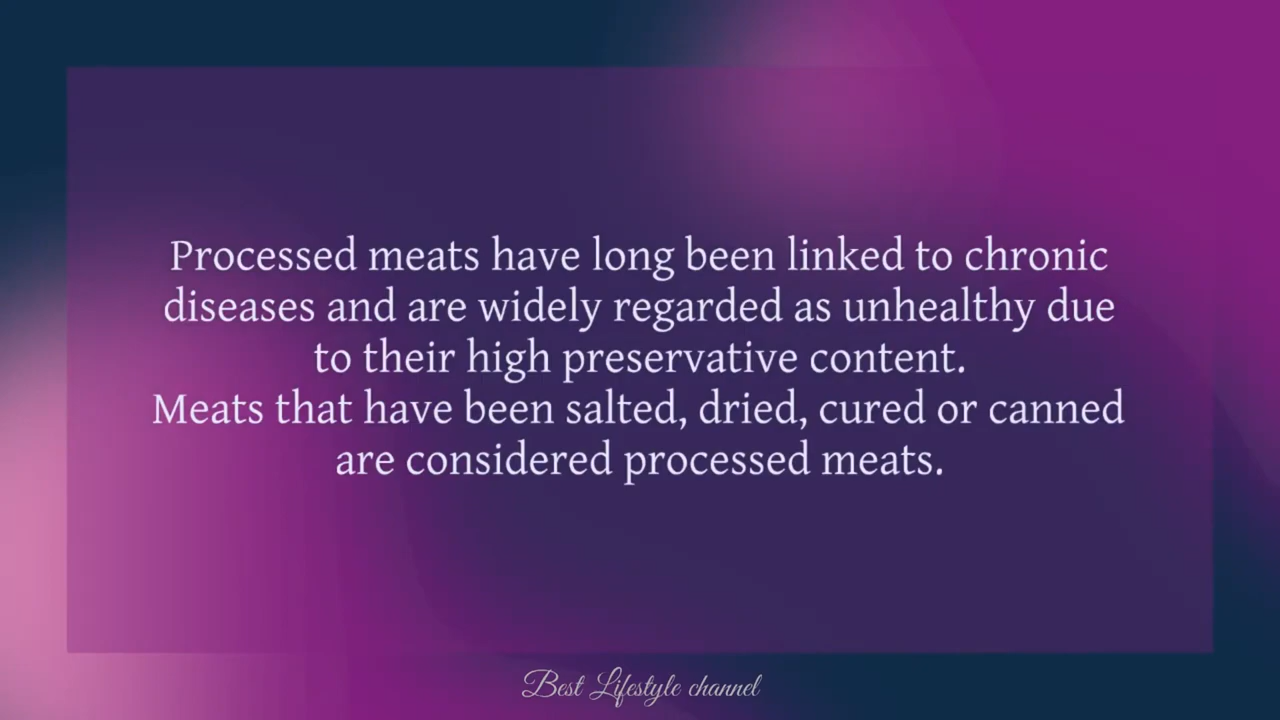 Processed meats have long been linked to chronic
diseases and are widely regarded as unhealthy due
to their high preservative content.
Meats that have been salted, dried, cured or canned
are considered processed meats.
Best Lifestyle channel